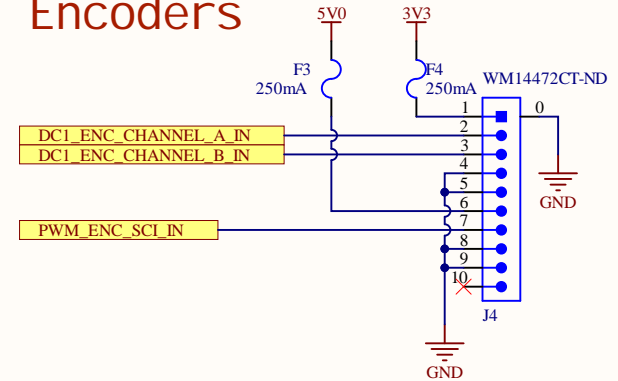 Encoders
5V0
3V3
F3
250mA
F4
250mA
WM14472CT-ND
1
0
DC1_ENC_CHANNEL_A_IN
2
DC1_ENC_CHANNEL_B_IN
3
4
5
6
PWM_ENC_SCI_IN
7
8
9
10
GND
J4
GND